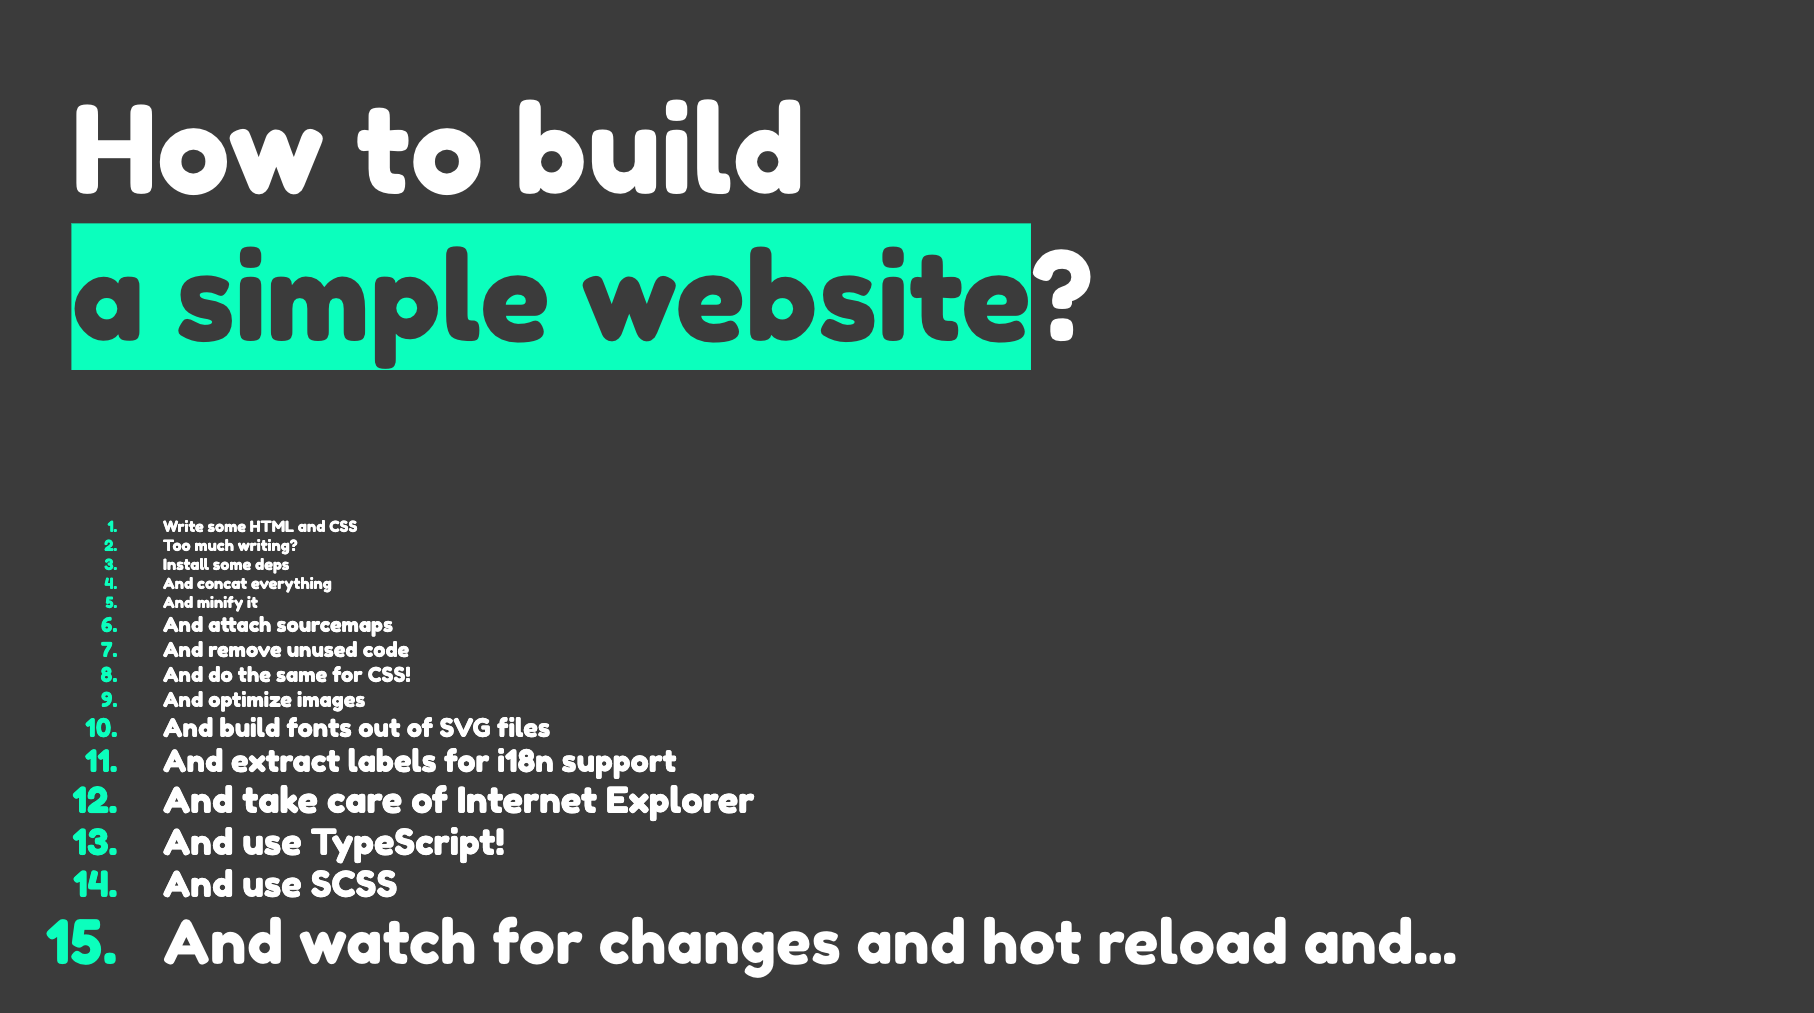 How to build
a simple website?
1. Write some HTML and CSS
2. Too much writing?
3. Install some deps
4. And concat everything
5. And minify it
6. And attach sourcemaps
7. And remove unused code
8. And do the same for CSS!
9. And optimize images
10. And build fonts out of SVG files
11. And extract labels for i18n support
12. And take care of Internet Explorer
13. And use TypeScript!
14. And use SCSS
15. And watch for changes and hot reload and...